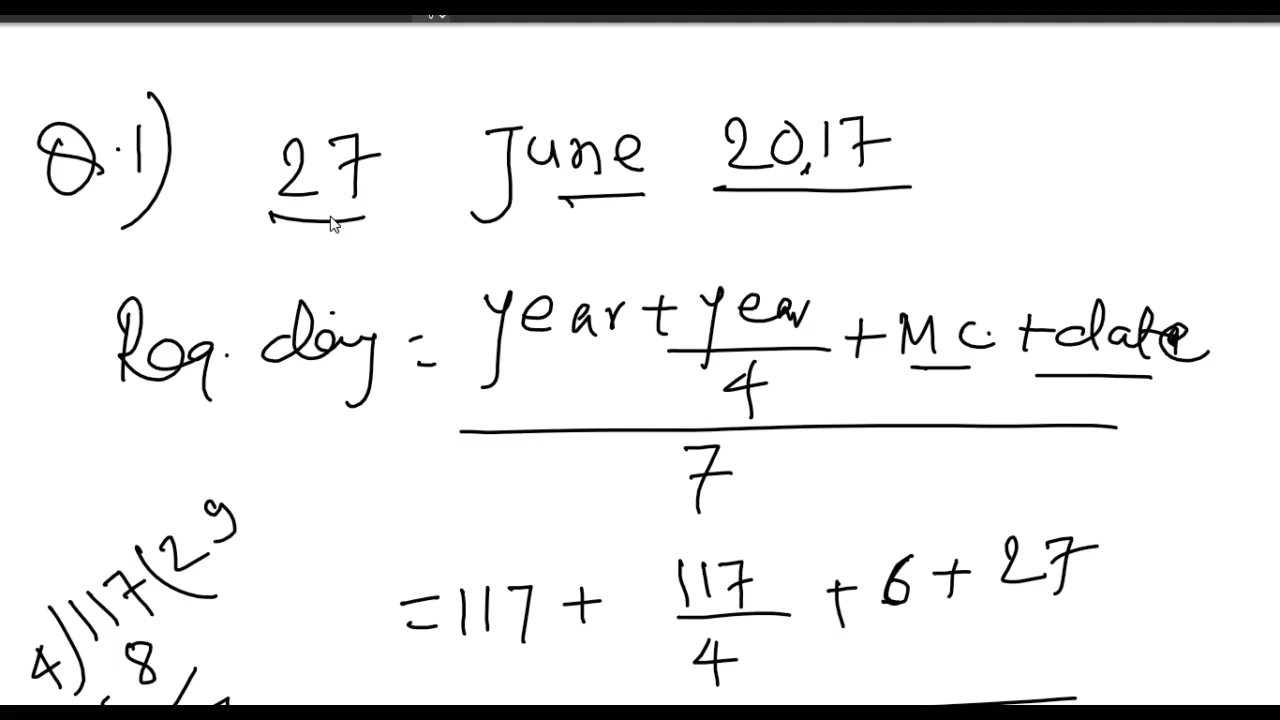 Q.1) 27 June 2017
Req. day = year + year/4 + MC. + date
7
= 117 + 117/4 + 6 + 27
4)117(29
8